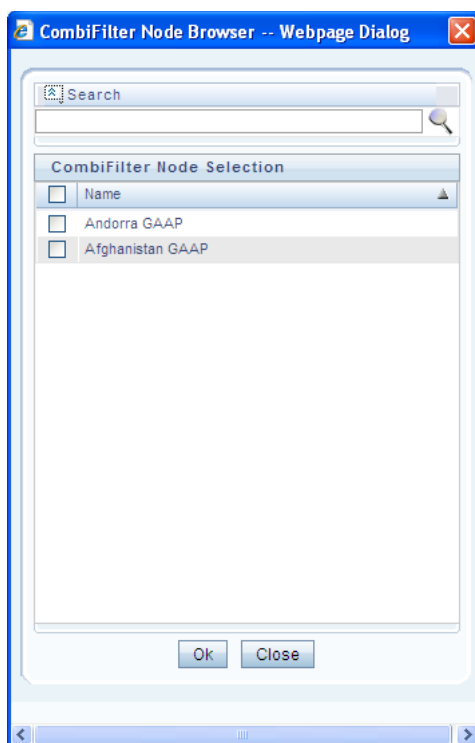 CombiFilter Node Browser -- Webpage Dialog
Search
CombiFilter Node Selection
Name
Andorra GAAP
Afghanistan GAAP
Ok Close